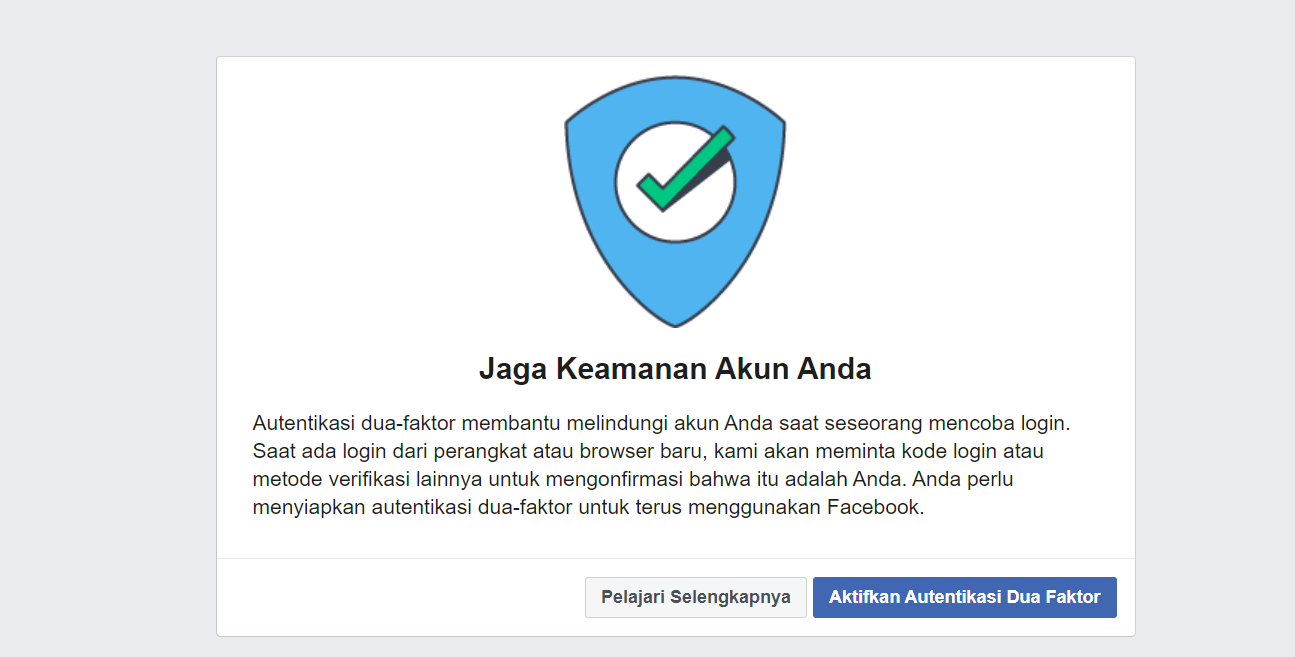 Jaga Keamanan Akun Anda
Autentikasi dua-faktor membantu melindungi akun Anda saat seseorang mencoba login.
Saat ada login dari perangkat atau browser baru, kami akan meminta kode login atau
metode verifikasi lainnya untuk mengonfirmasi bahwa itu adalah Anda. Anda perlu
menyiapkan autentikasi dua-faktor untuk terus menggunakan Facebook.
Pelajari Selengkapnya
Aktifkan Autentikasi Dua Faktor